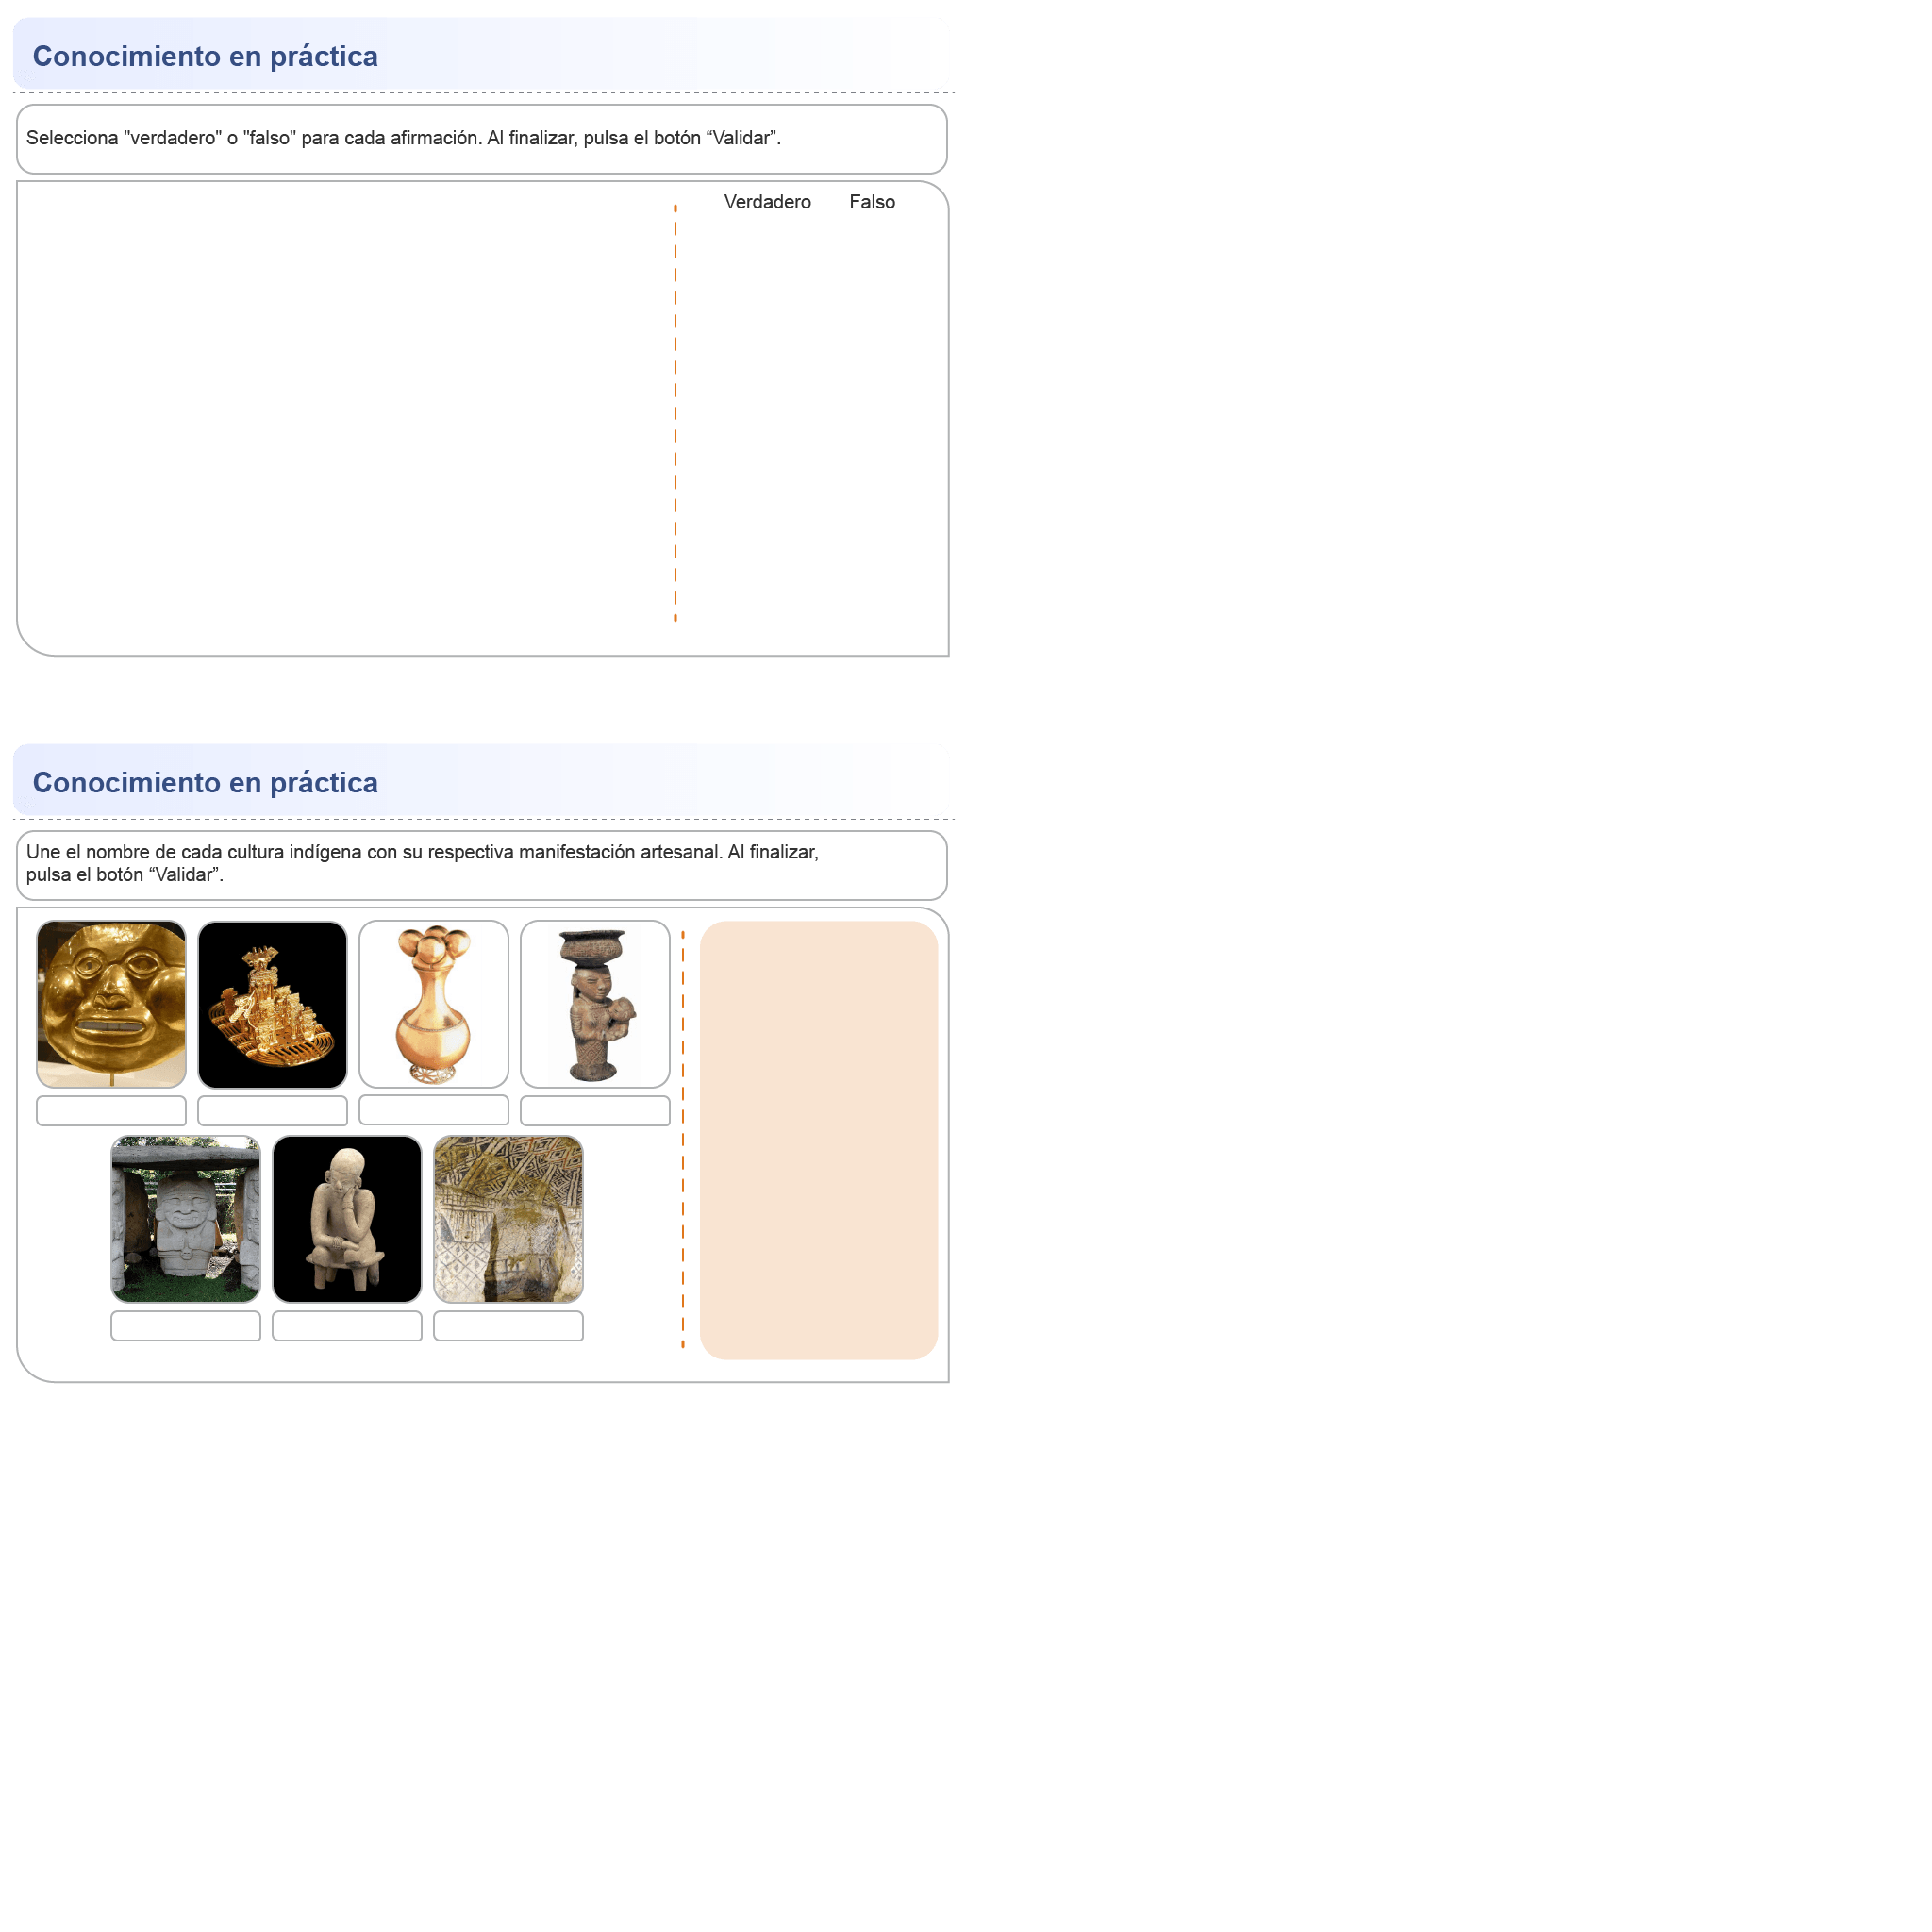 Conocimiento en práctica
Selecciona "verdadero" o "falso" para cada afirmación. Al finalizar, pulsa el botón “Validar”.
Verdadero Falso
Conocimiento en práctica
Une el nombre de cada cultura indígena con su respectiva manifestación artesanal. Al finalizar,
pulsa el botón “Validar”.